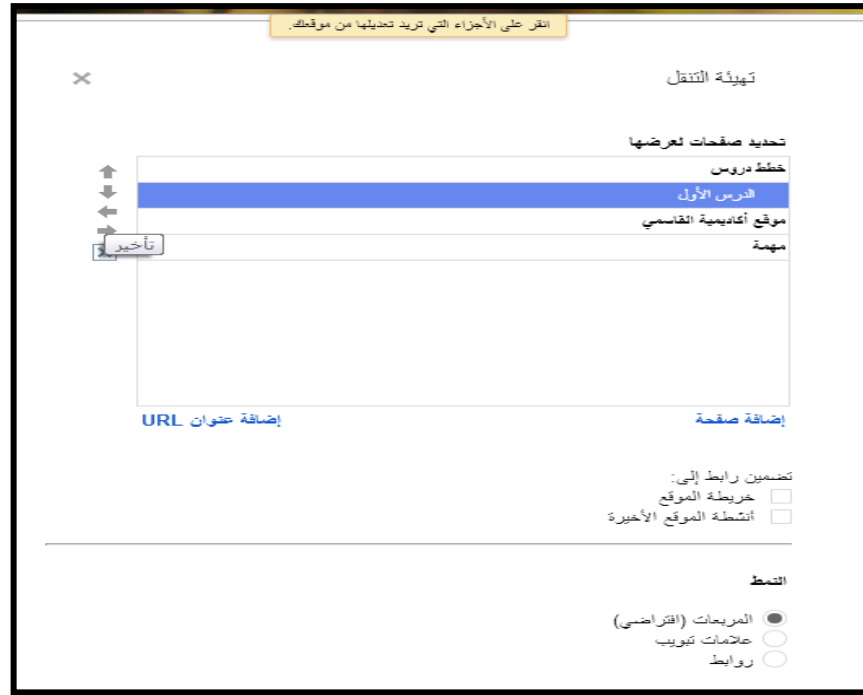 انقر على الأجزاء التي تريد تعديلها من موقعك.
تهيئة التنقل
تحديد صفحات لعرضها
خطط دروس
الدرس الأول
موقع أكاديمية القاسمي
مهمة
تأخير
إضافة صفحة
إضافة عنوان URL
تضمين رابط إلى:
خريطة الموقع
أنشطة الموقع الأخيرة
النمط
المربعات (افتراضي)
علامات تبويب
روابط